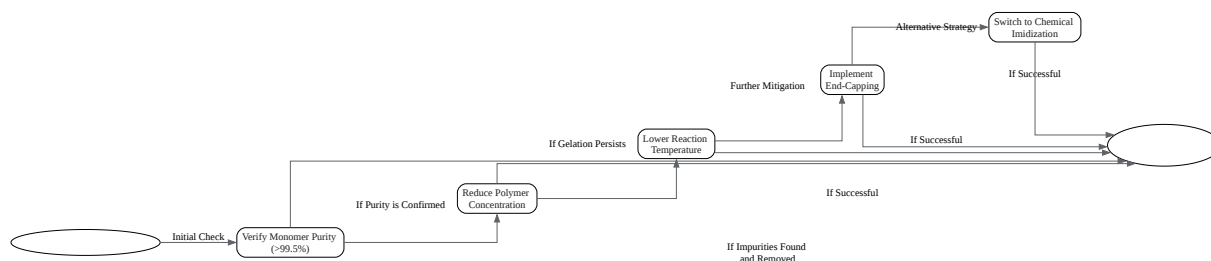 Alternative Strategy
Switch to Chemical
Imidization
If Successful
Implement
End-Capping
Further Mitigation
If Gelation Persists
Lower Reaction
Temperature
If Successful
If Purity is Confirmed
Reduce Polymer
Concentration
If Successful
Initial Check
Verify Monomer Purity
(>99.5%)
If Impurities Found
and Removed